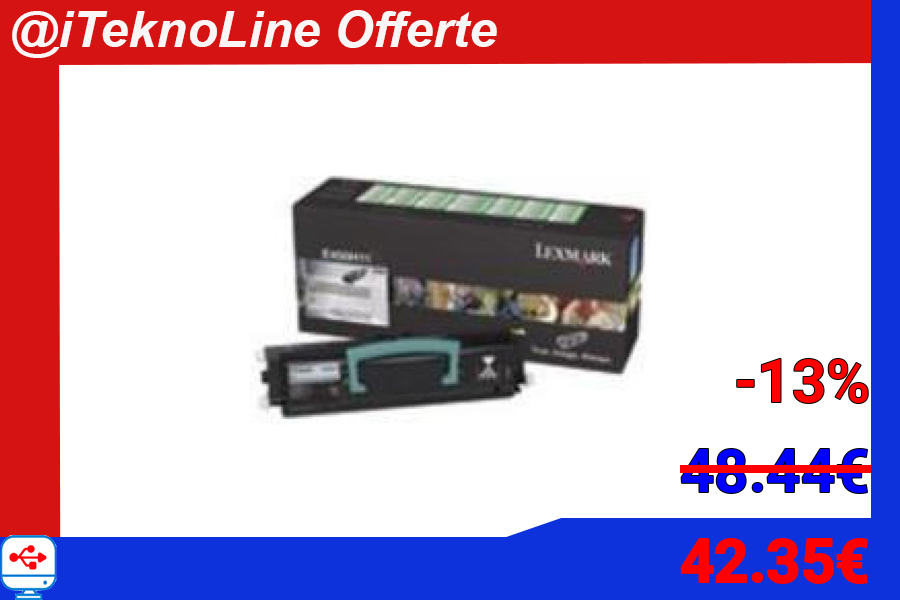 @iTeknoLine Offerte
LEXMARK
-13%
48.44€
42.35€